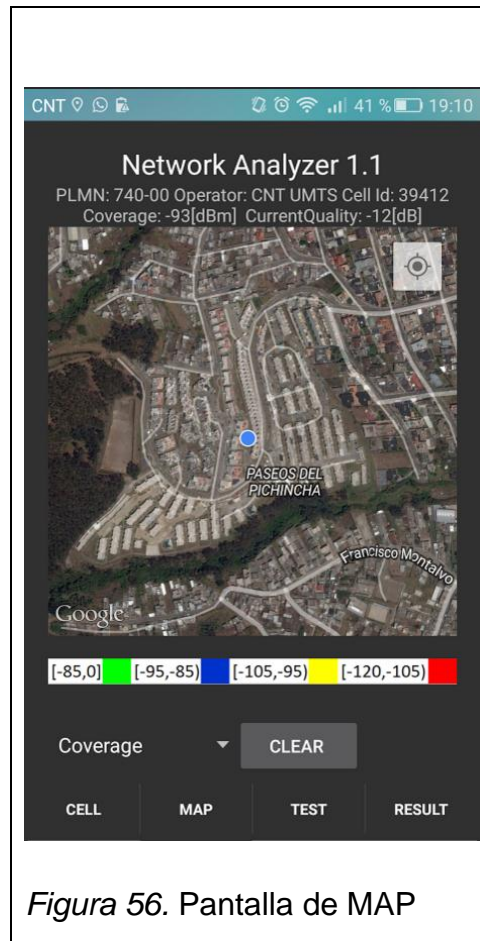 CNT 41 % 19:10
Network Analyzer 1.1
PLMN: 740-00 Operator: CNT UMTS Cell Id: 39412
Coverage: -93[dBm] CurrentQuality: -12[dB]
PASEOS DEL
PICHINCHA
Francisco Montalvo
Google
[-85,0] [-95,-85) [-105,-95) [-120,-105)
Coverage CLEAR
CELL MAP TEST RESULT
Figura 56. Pantalla de MAP